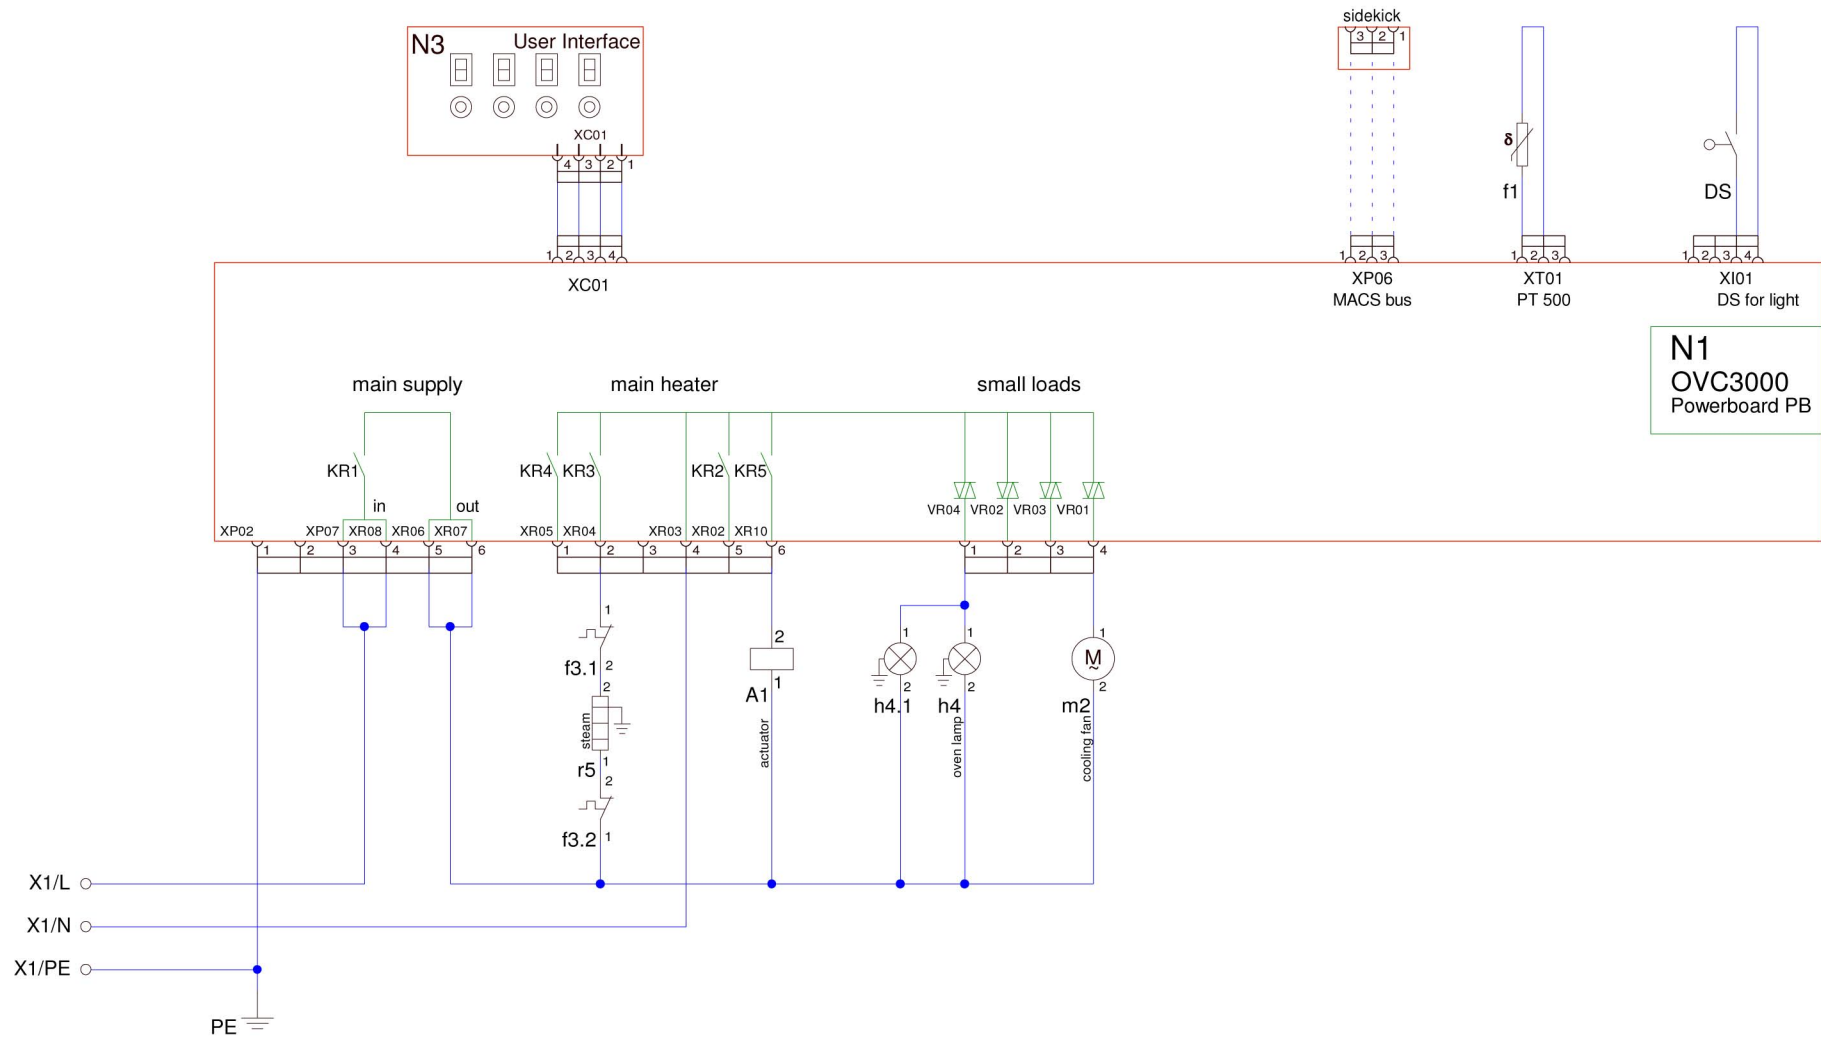 sidekick
N3 User Interface
3 2 1
XC01
4 3 2 1
δ
f1
DS
1 2 3 4
1 2 3
1 2 3
1 2 3 4
XC01
XP06
MACS bus
XT01
PT 500
XI01
DS for light
N1
OVC3000
Powerboard PB
main supply
main heater
small loads
KR1
KR4 KR3 KR2 KR5
in out
VR04 VR02 VR03 VR01
XP02 XP07 XR08 XR06 XR07 XR05 XR04 XR03 XR02 XR10
1 2 3 4 5 6
1 2 3 4 5 6
1 2 3 4
1
f3.1 2
2
steam
r5 1
2
f3.2 1
2
A1 1
actuator
1
2
h4.1
1
2
h4
oven lamp
1
M
~
2
m2
cooling fan
X1/L
X1/N
X1/PE
PE